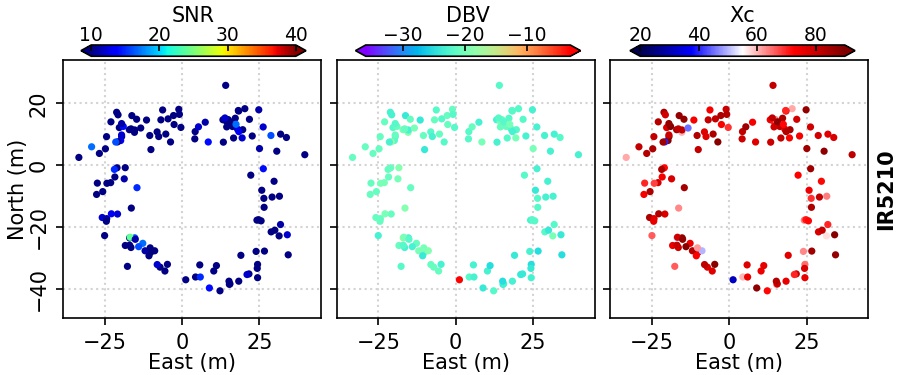 SNR DBV Xc
10 20 30 40 −30 −20 −10 20 40 60 80
20
0
−20
−40
North (m)
IR5210
−25 0 25 −25 0 25 −25 0 25
East (m) East (m) East (m)